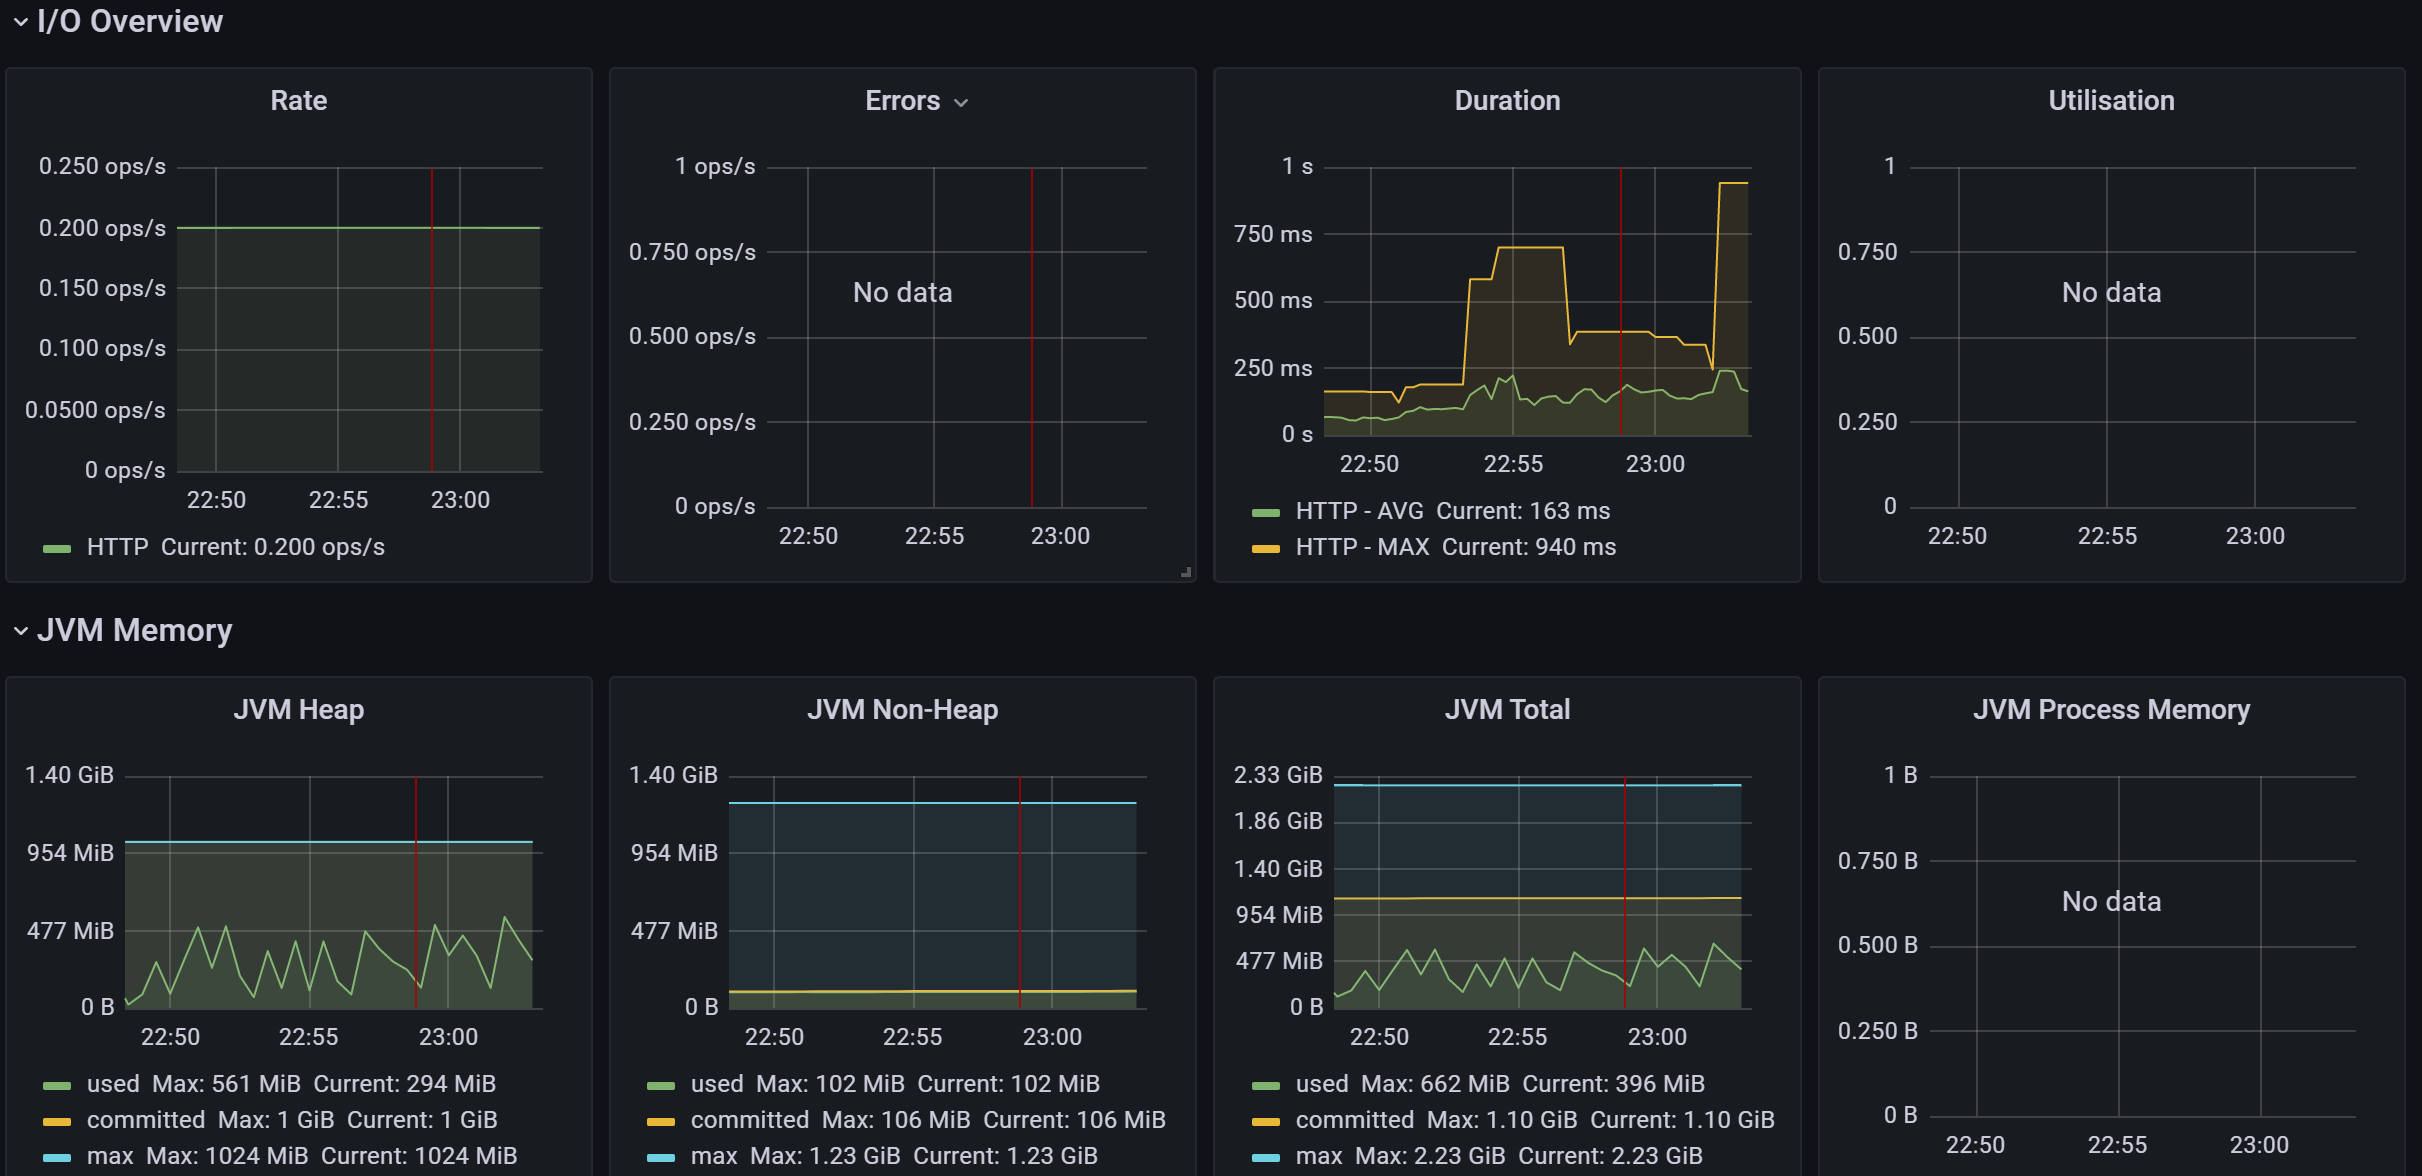 I/O Overview
Rate
0.250 ops/s
0.200 ops/s
0.150 ops/s
0.100 ops/s
0.0500 ops/s
0 ops/s
22:50 22:55 23:00
HTTP Current: 0.200 ops/s
Errors
1 ops/s
0.750 ops/s
0.500 ops/s
0.250 ops/s
0 ops/s
No data
22:50 22:55 23:00
Duration
1 s
750 ms
500 ms
250 ms
0 s
22:50 22:55 23:00
HTTP - AVG Current: 163 ms
HTTP - MAX Current: 940 ms
Utilisation
1
0.750
0.500
0.250
0
No data
22:50 22:55 23:00
JVM Memory
JVM Heap
1.40 GiB
954 MiB
477 MiB
0 B
22:50 22:55 23:00
used Max: 561 MiB Current: 294 MiB
committed Max: 1 GiB Current: 1 GiB
max Max: 1024 MiB Current: 1024 MiB
JVM Non-Heap
1.40 GiB
954 MiB
477 MiB
0 B
22:50 22:55 23:00
used Max: 102 MiB Current: 102 MiB
committed Max: 106 MiB Current: 106 MiB
max Max: 1.23 GiB Current: 1.23 GiB
JVM Total
2.33 GiB
1.86 GiB
1.40 GiB
954 MiB
477 MiB
0 B
22:50 22:55 23:00
used Max: 662 MiB Current: 396 MiB
committed Max: 1.10 GiB Current: 1.10 GiB
max Max: 2.23 GiB Current: 2.23 GiB
JVM Process Memory
1 B
0.750 B
0.500 B
0.250 B
0 B
No data
22:50 22:55 23:00